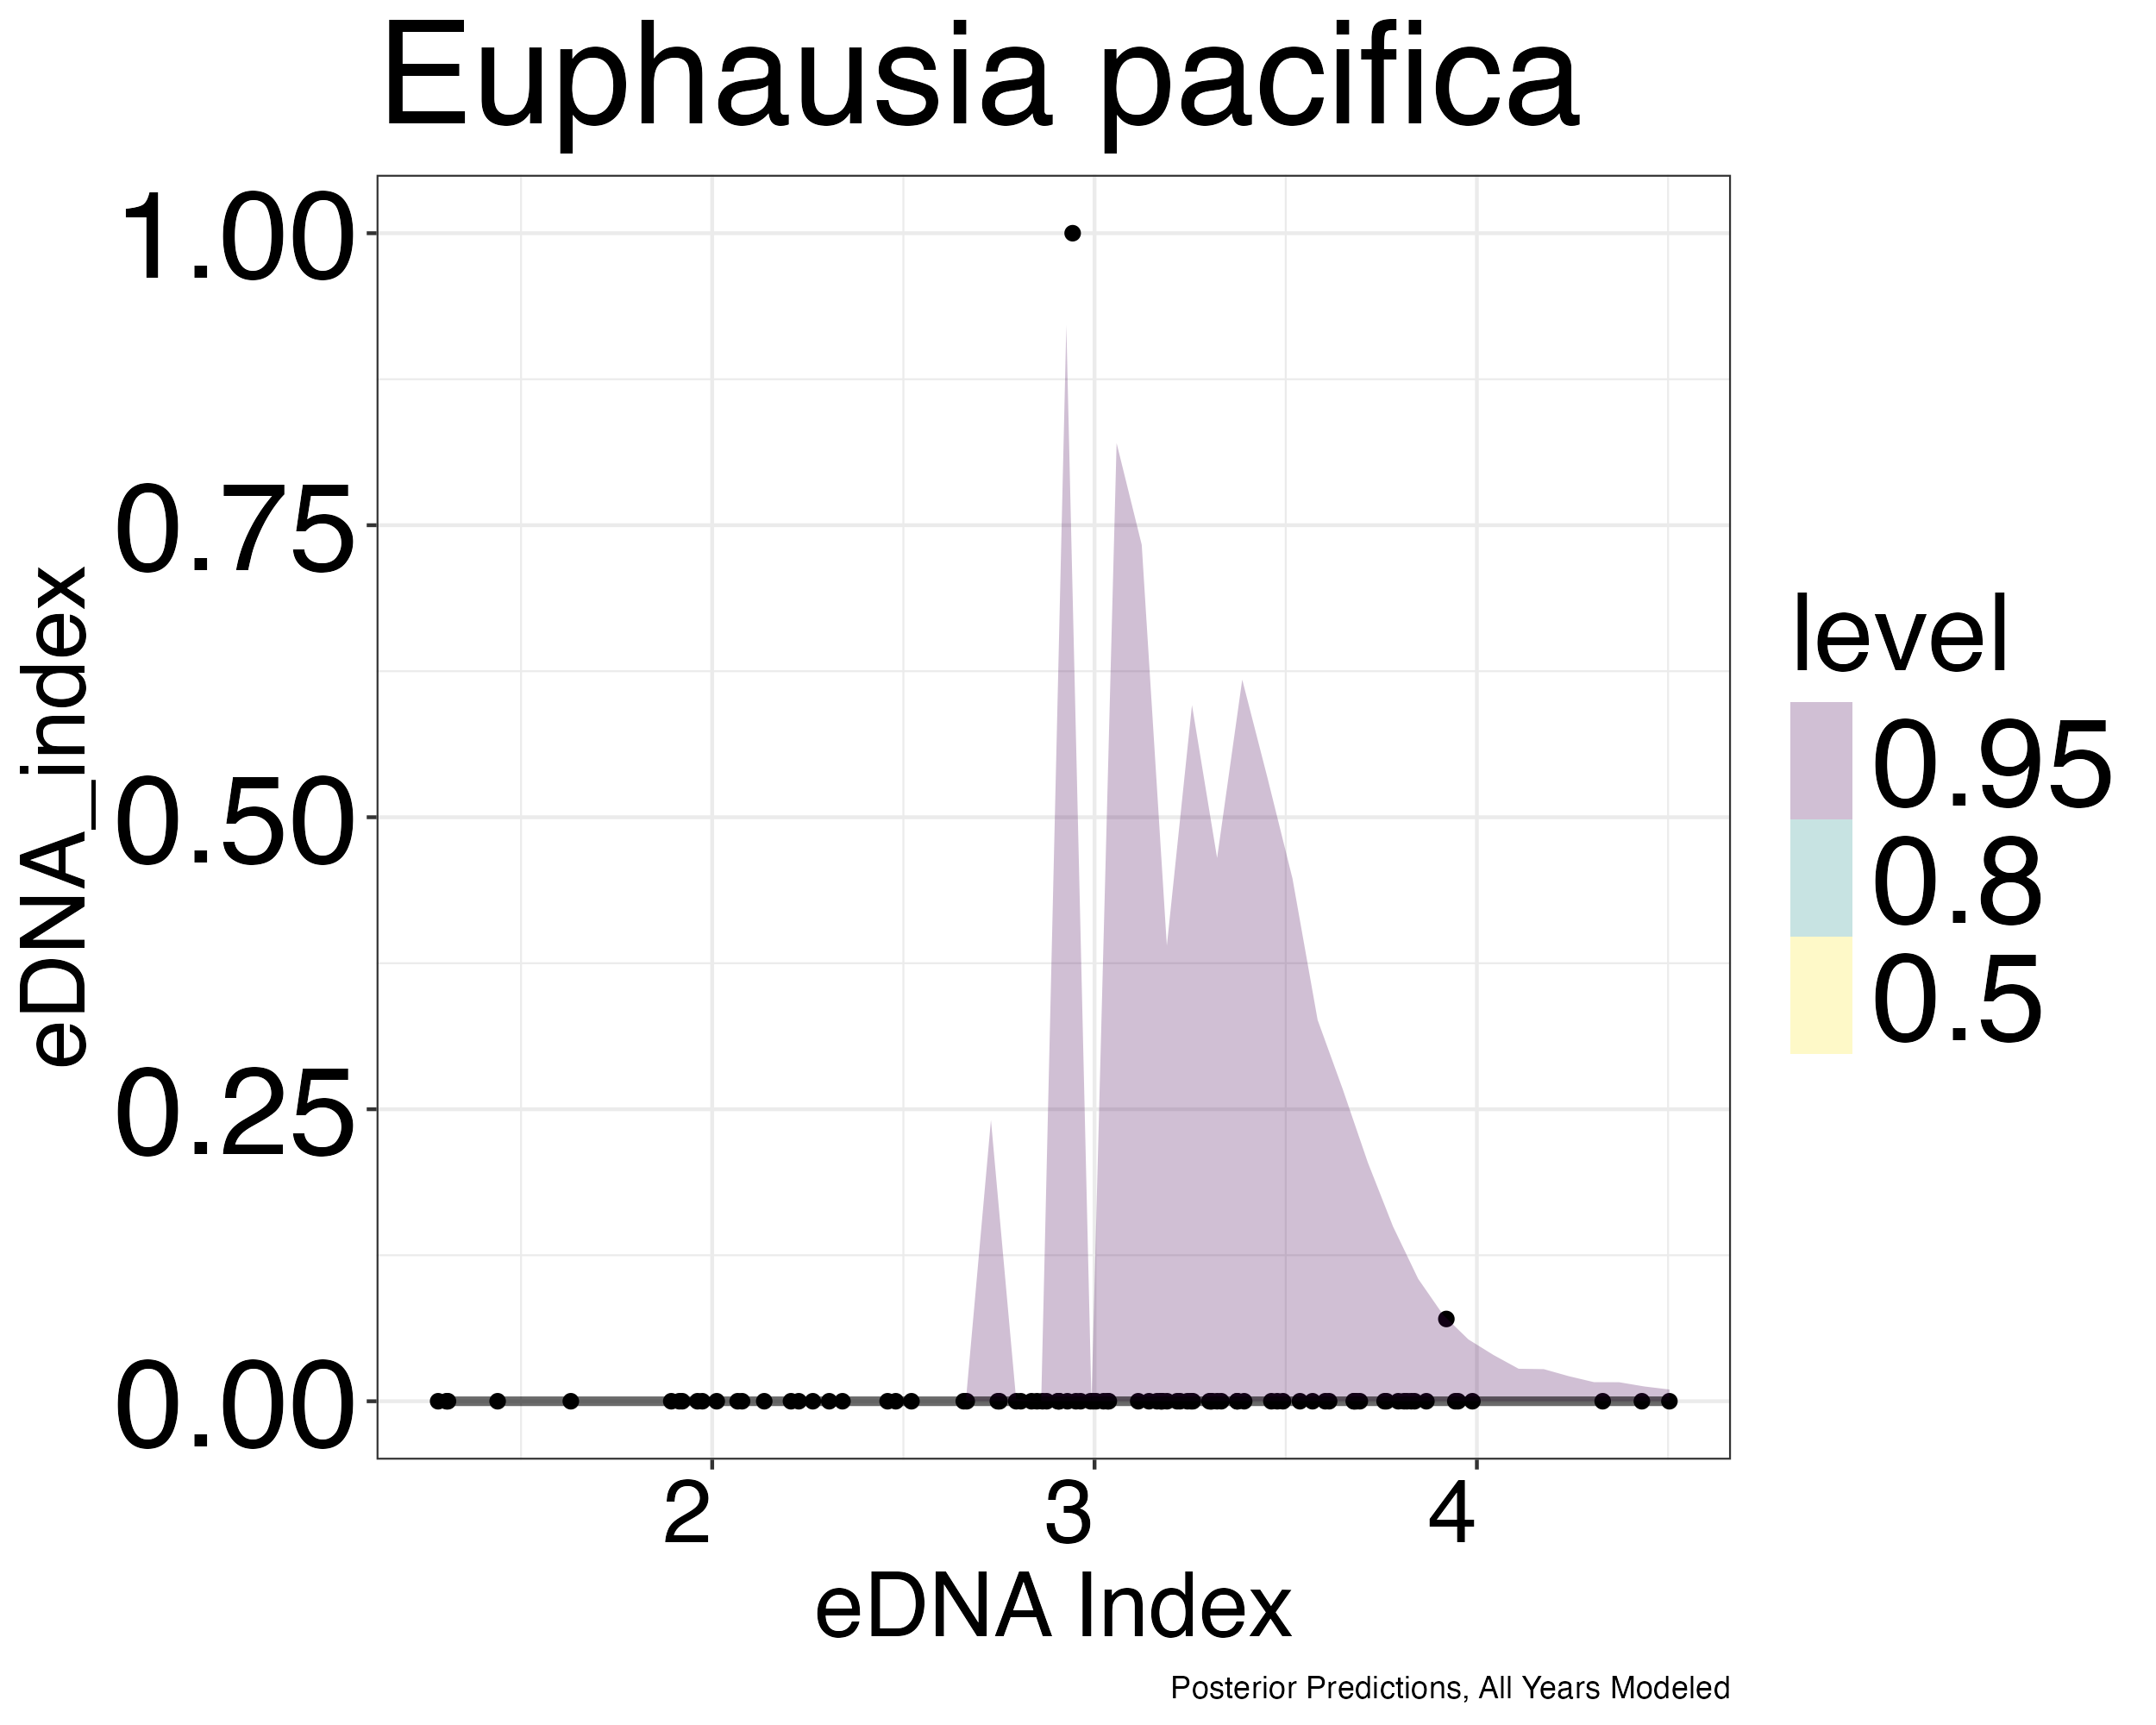 Euphausia pacifica
1.00
0.75
0.50
0.25
0.00
eDNA_index
2 3 4
eDNA Index
level
0.95
0.8
0.5
Posterior Predictions, All Years Modeled